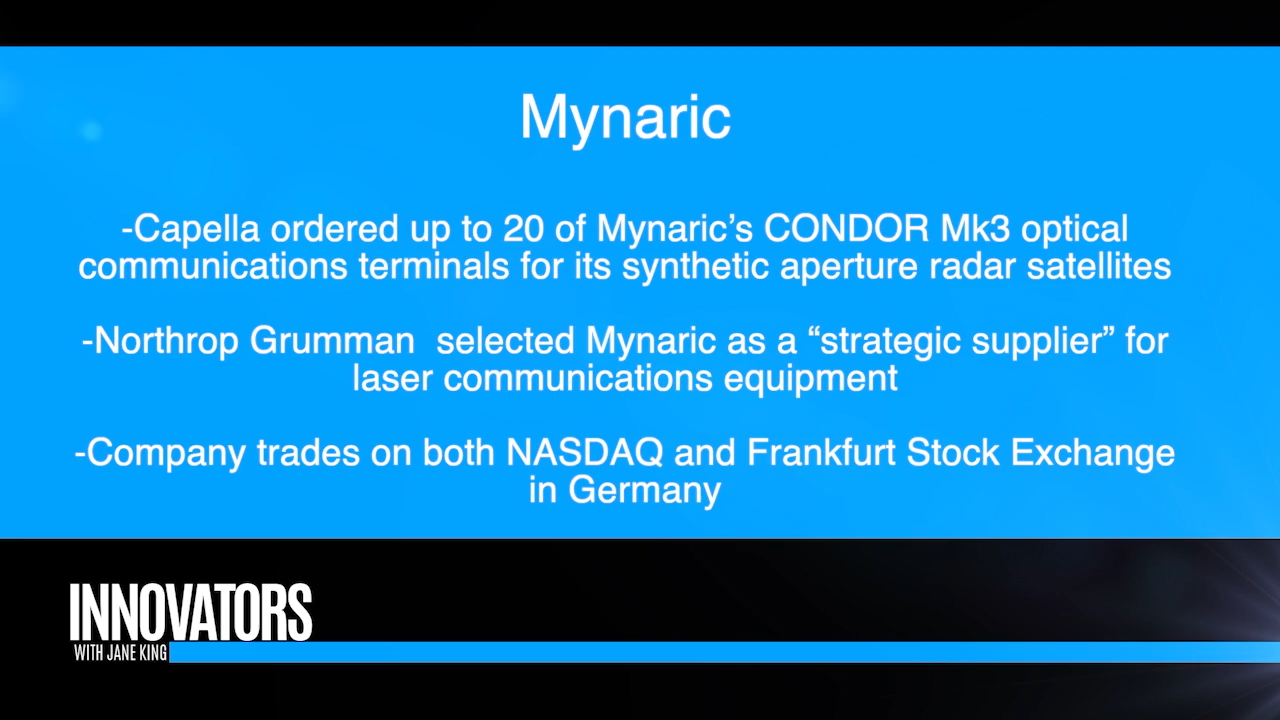 Mynaric
-Capella ordered up to 20 of Mynaric’s CONDOR Mk3 optical
communications terminals for its synthetic aperture radar satellites
-Northrop Grumman  selected Mynaric as a “strategic supplier” for
laser communications equipment
-Company trades on both NASDAQ and Frankfurt Stock Exchange
in Germany
INNOVATORS
WITH JANE KING